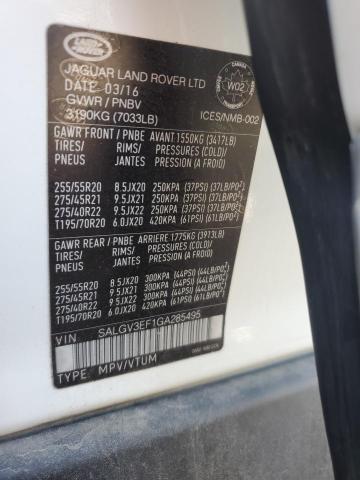 LAND ROVER
JAGUAR LAND ROVER LTD
DATE 03/16
GVWR / PNBV
3190KG (7033LB)
W02
ICES/NMB-002
GAWR FRONT / PNBE AVANT 1550KG (3417LB)
TIRES/ RIMS/ PRESSURES (COLD)/
PNEUS JANTES PRESSION (A FROID)
255/55R20 8.5JX20 250KPA (37PSI) (37LB/PO²)
275/45R21 9.5JX21 250KPA (37PSI) (37LB/PO²)
275/40R22 9.5JX22 250KPA (37PSI) (37LB/PO²)
T195/70R20 6.0JX20 420KPA (61PSI) (61LB/PO²)
GAWR REAR / PNBE ARRIERE 1775KG (3913LB)
TIRES/ RIMS/ PRESSURES (COLD)/
PNEUS JANTES PRESSION (A FROID)
255/55R20 8.5JX20 300KPA (44PSI) (44LB/PO²)
275/45R21 9.5JX21 300KPA (44PSI) (44LB/PO²)
275/40R22 9.5JX22 300KPA (44PSI) (44LB/PO²)
T195/70R20 6.0JX20 420KPA (61PSI) (61LB/PO²)
VIN SALGV3EF1GA285495
TYPE MPV/VTUM